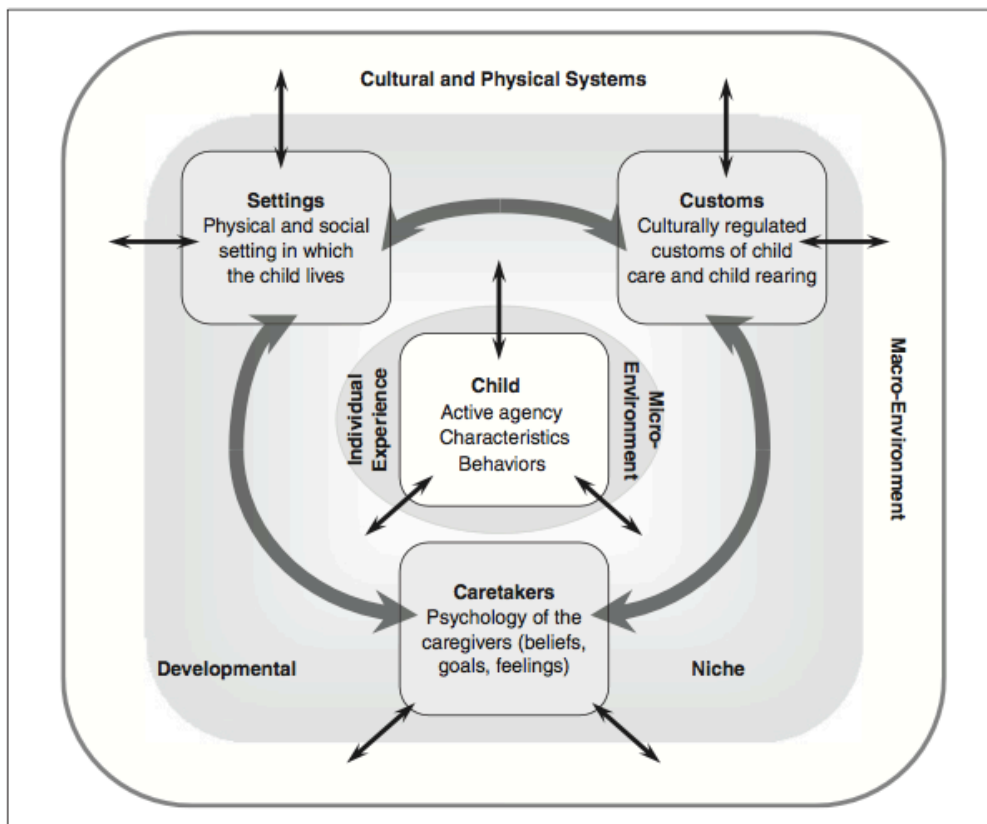 Cultural and Physical Systems
Settings
Physical and social
setting in which
the child lives
Customs
Culturally regulated
customs of child
care and child rearing
Macro-Environment
Individual
Experience
Child
Active agency
Characteristics
Behaviors
Micro-
Environment
Caretakers
Psychology of the
caregivers (beliefs,
goals, feelings)
Developmental
Niche